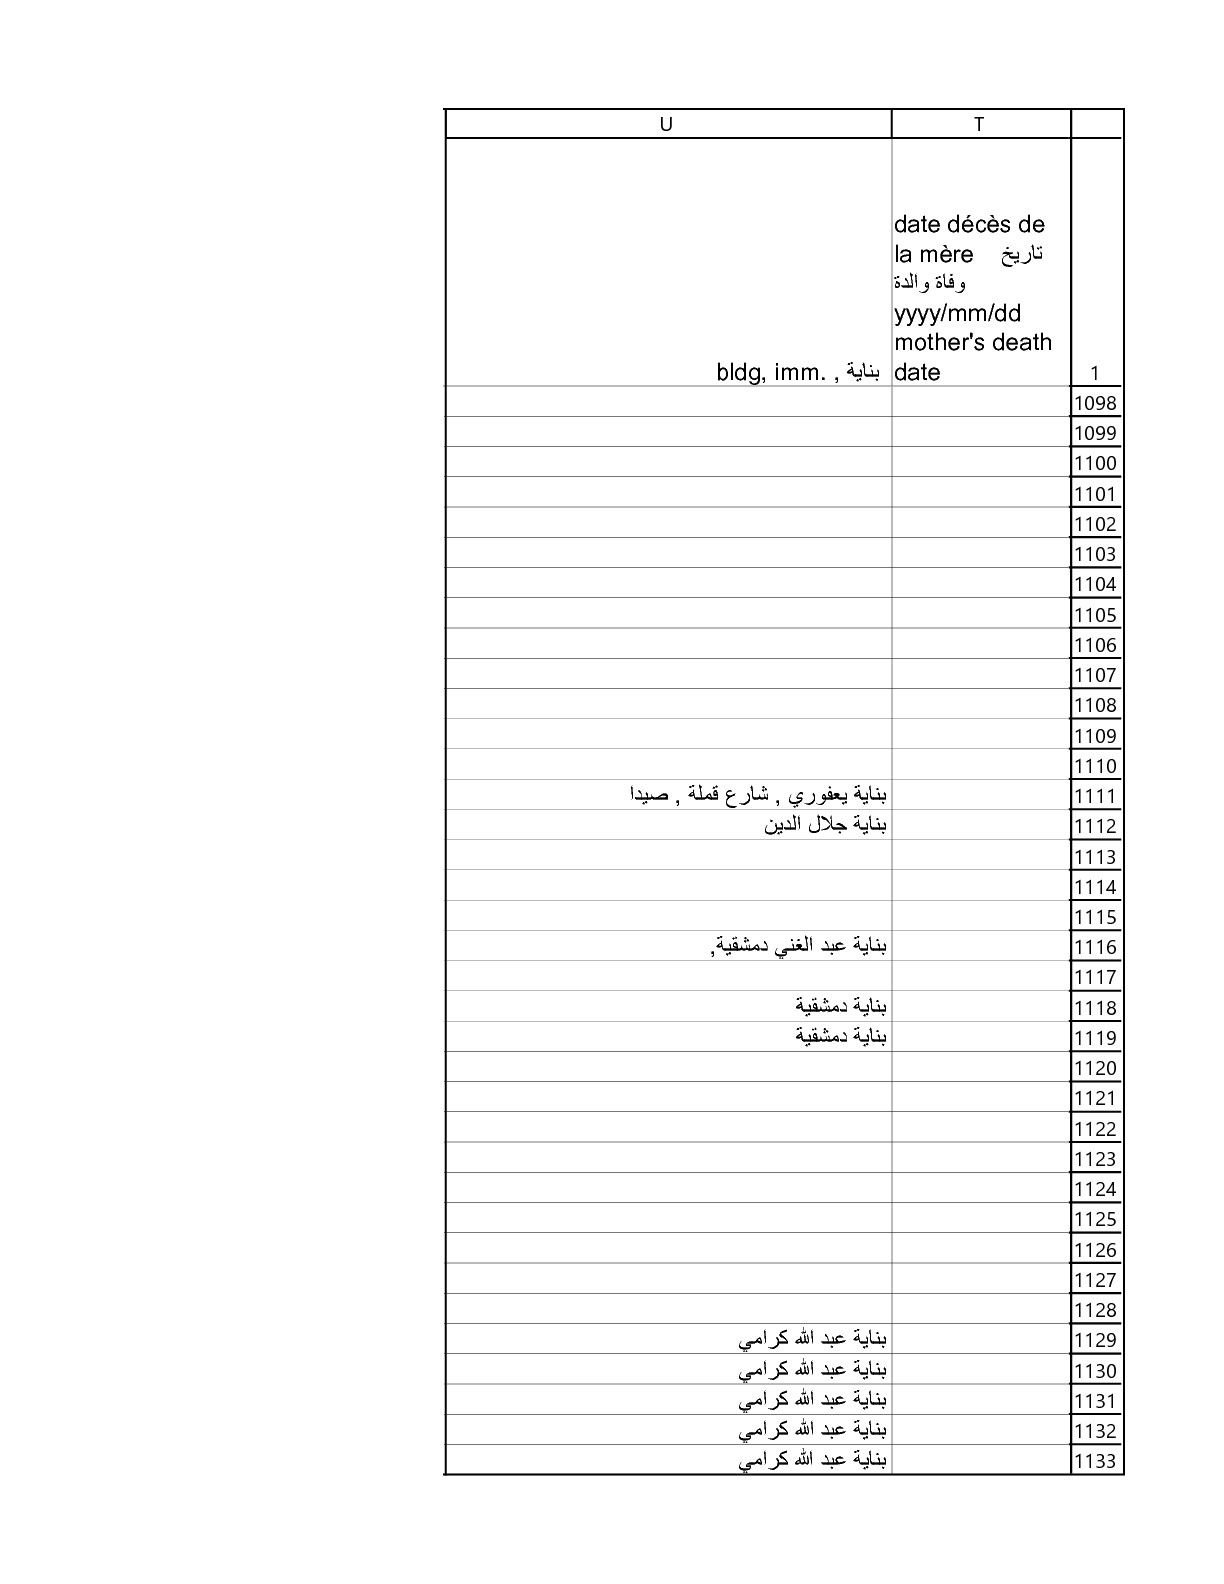 U T
date décès de
la mère تاريخ
وفاة والدة
yyyy/mm/dd
mother's death
date
bldg, imm. , بناية
1
1098
1099
1100
1101
1102
1103
1104
1105
1106
1107
1108
1109
1110
1111 بناية يعفوري , شارع قملة , صيدا
1112 بناية جلال الدين
1113
1114
1115
1116 بناية عبد الغني دمشقية,
1117
1118 بناية دمشقية
1119 بناية دمشقية
1120
1121
1122
1123
1124
1125
1126
1127
1128
1129 بناية عبد الله كرامي
1130 بناية عبد الله كرامي
1131 بناية عبد الله كرامي
1132 بناية عبد الله كرامي
1133 بناية عبد الله كرامي